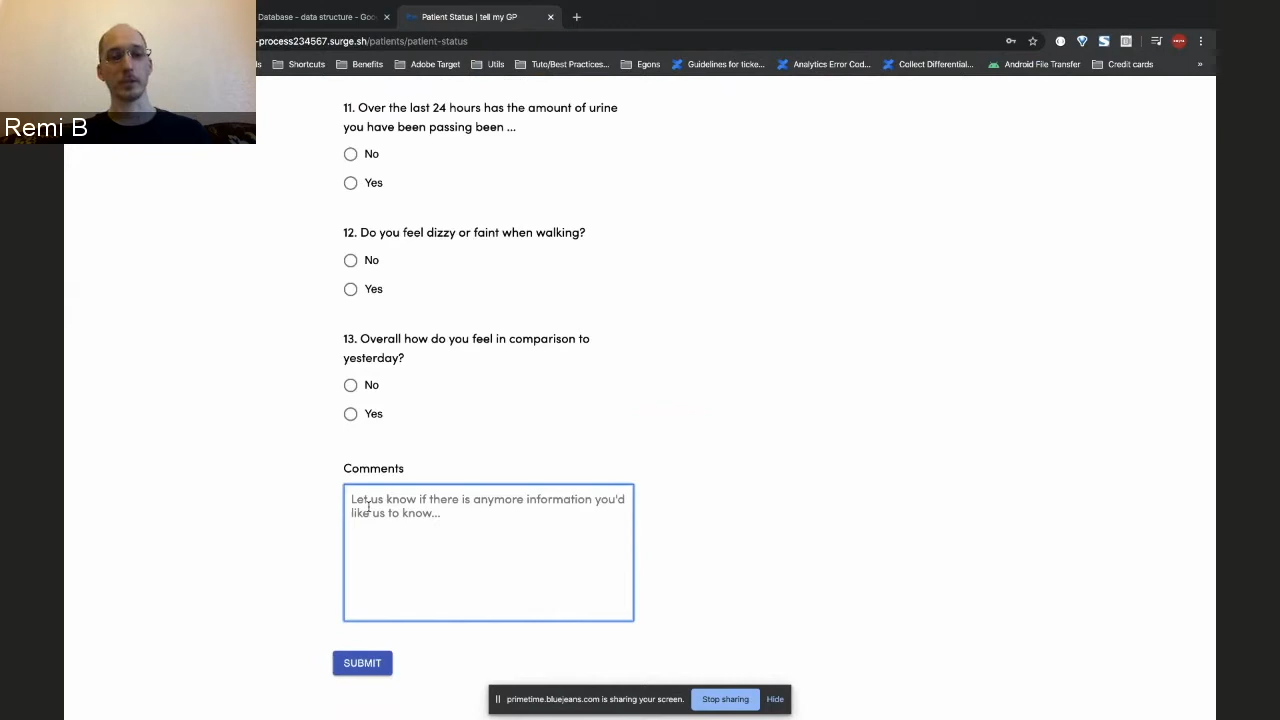 Database - data structure - Goo
Patient Status | tell my GP
-process234567.surge.sh/patients/patient-status
Shortcuts
Benefits
Adobe Target
Utils
Tuto/Best Practices...
Egons
Guidelines for ticke...
Analytics Error Cod...
Collect Differential...
Android File Transfer
Credit cards
»
Remi B
11. Over the last 24 hours has the amount of urine
you have been passing been ...
No
Yes
12. Do you feel dizzy or faint when walking?
No
Yes
13. Overall how do you feel in comparison to
yesterday?
No
Yes
Comments
Let us know if there is anymore information you'd
like us to know...
SUBMIT
primetime.bluejeans.com is sharing your screen.
Stop sharing
Hide